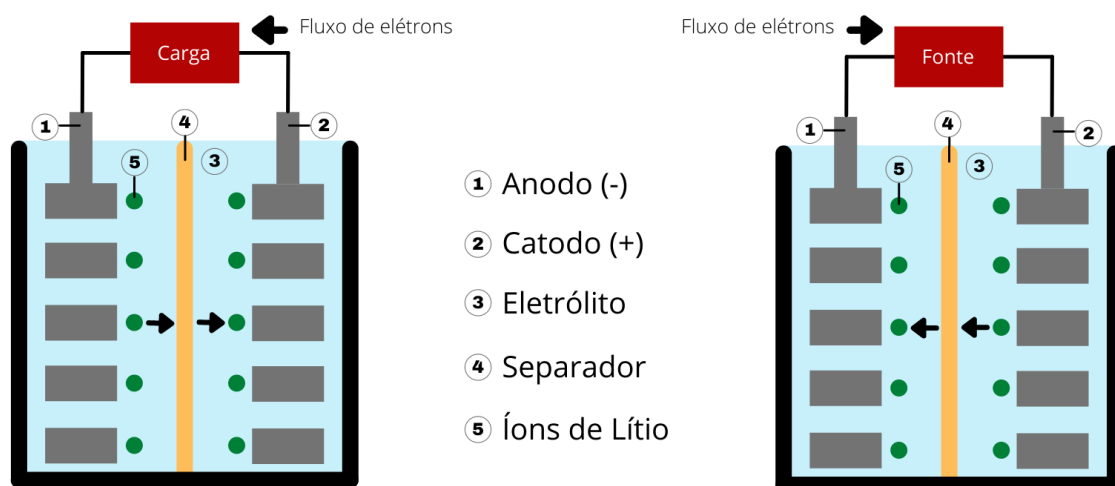 Fluxo de elétrons
Carga
1
2
4
3
5
1 Anodo (-)
2 Catodo (+)
3 Eletrólito
4 Separador
5 Íons de Lítio
Fluxo de elétrons
Fonte
1
2
4
3
5